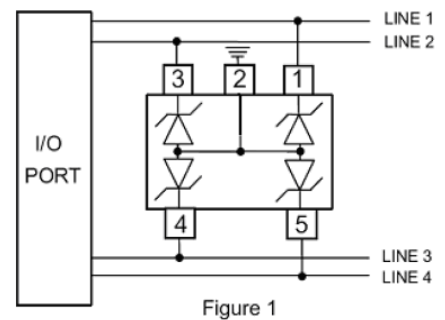 LINE 1
LINE 2
3 2 1
I/O
PORT
4 5
LINE 3
LINE 4
Figure 1